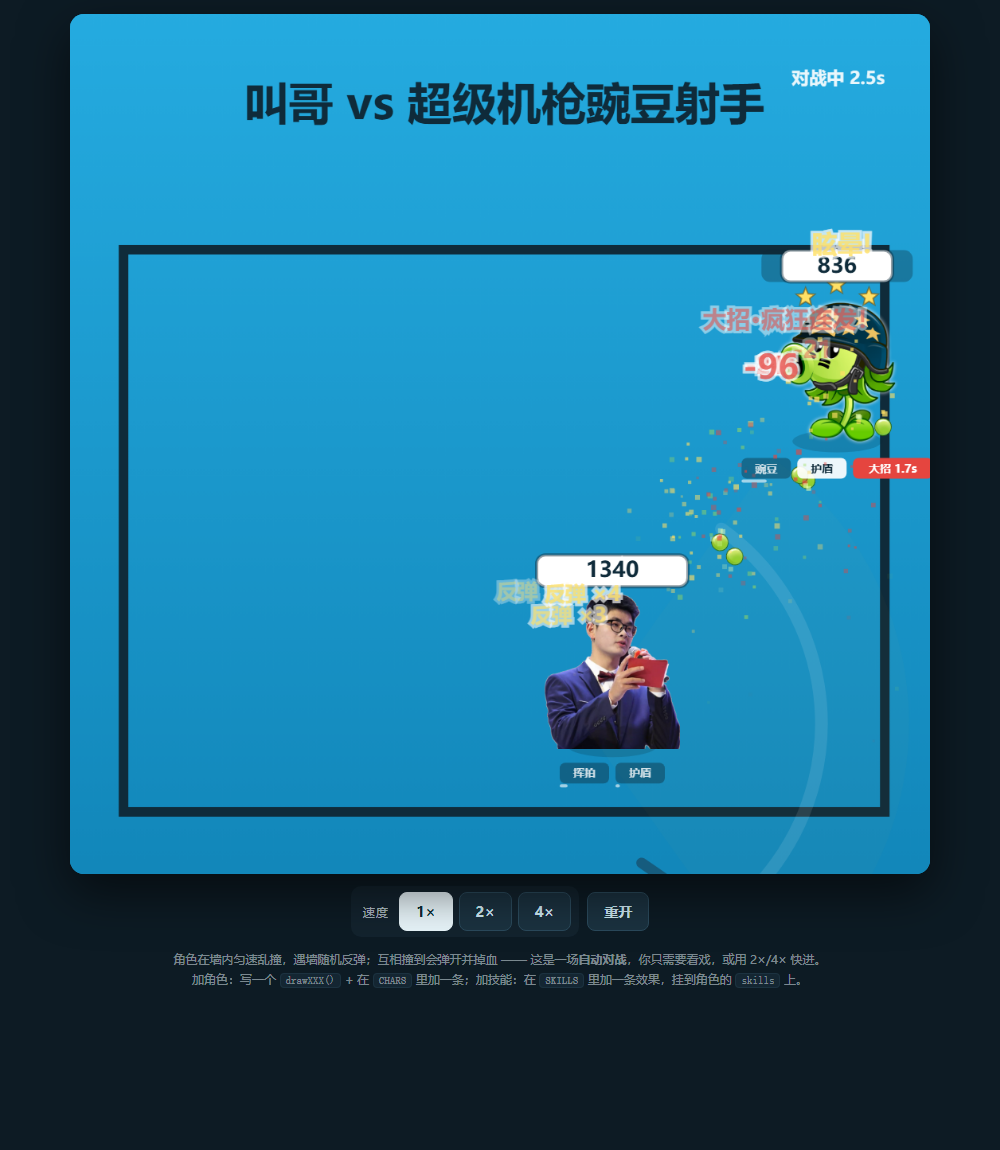 对战中 2.5s
叫哥 vs 超级机枪豌豆射手
836
大招·疯狂连发!
-96
豌豆
护盾
大招 1.7s
1340
反弹
反弹 ×4
反弹 ×3
挥拍
护盾
速度
1×
2×
4×
重开
角色在墙内匀速乱撞，遇墙随机反弹；互相撞到会弹开并掉血 —— 这是一场自动对战，你只需要看戏，或用 2×/4× 快进。
加角色：写一个 drawXXX() + 在 CHARS 里加一条；加技能：在 SKILLS 里加一条效果，挂到角色的 skills 上。